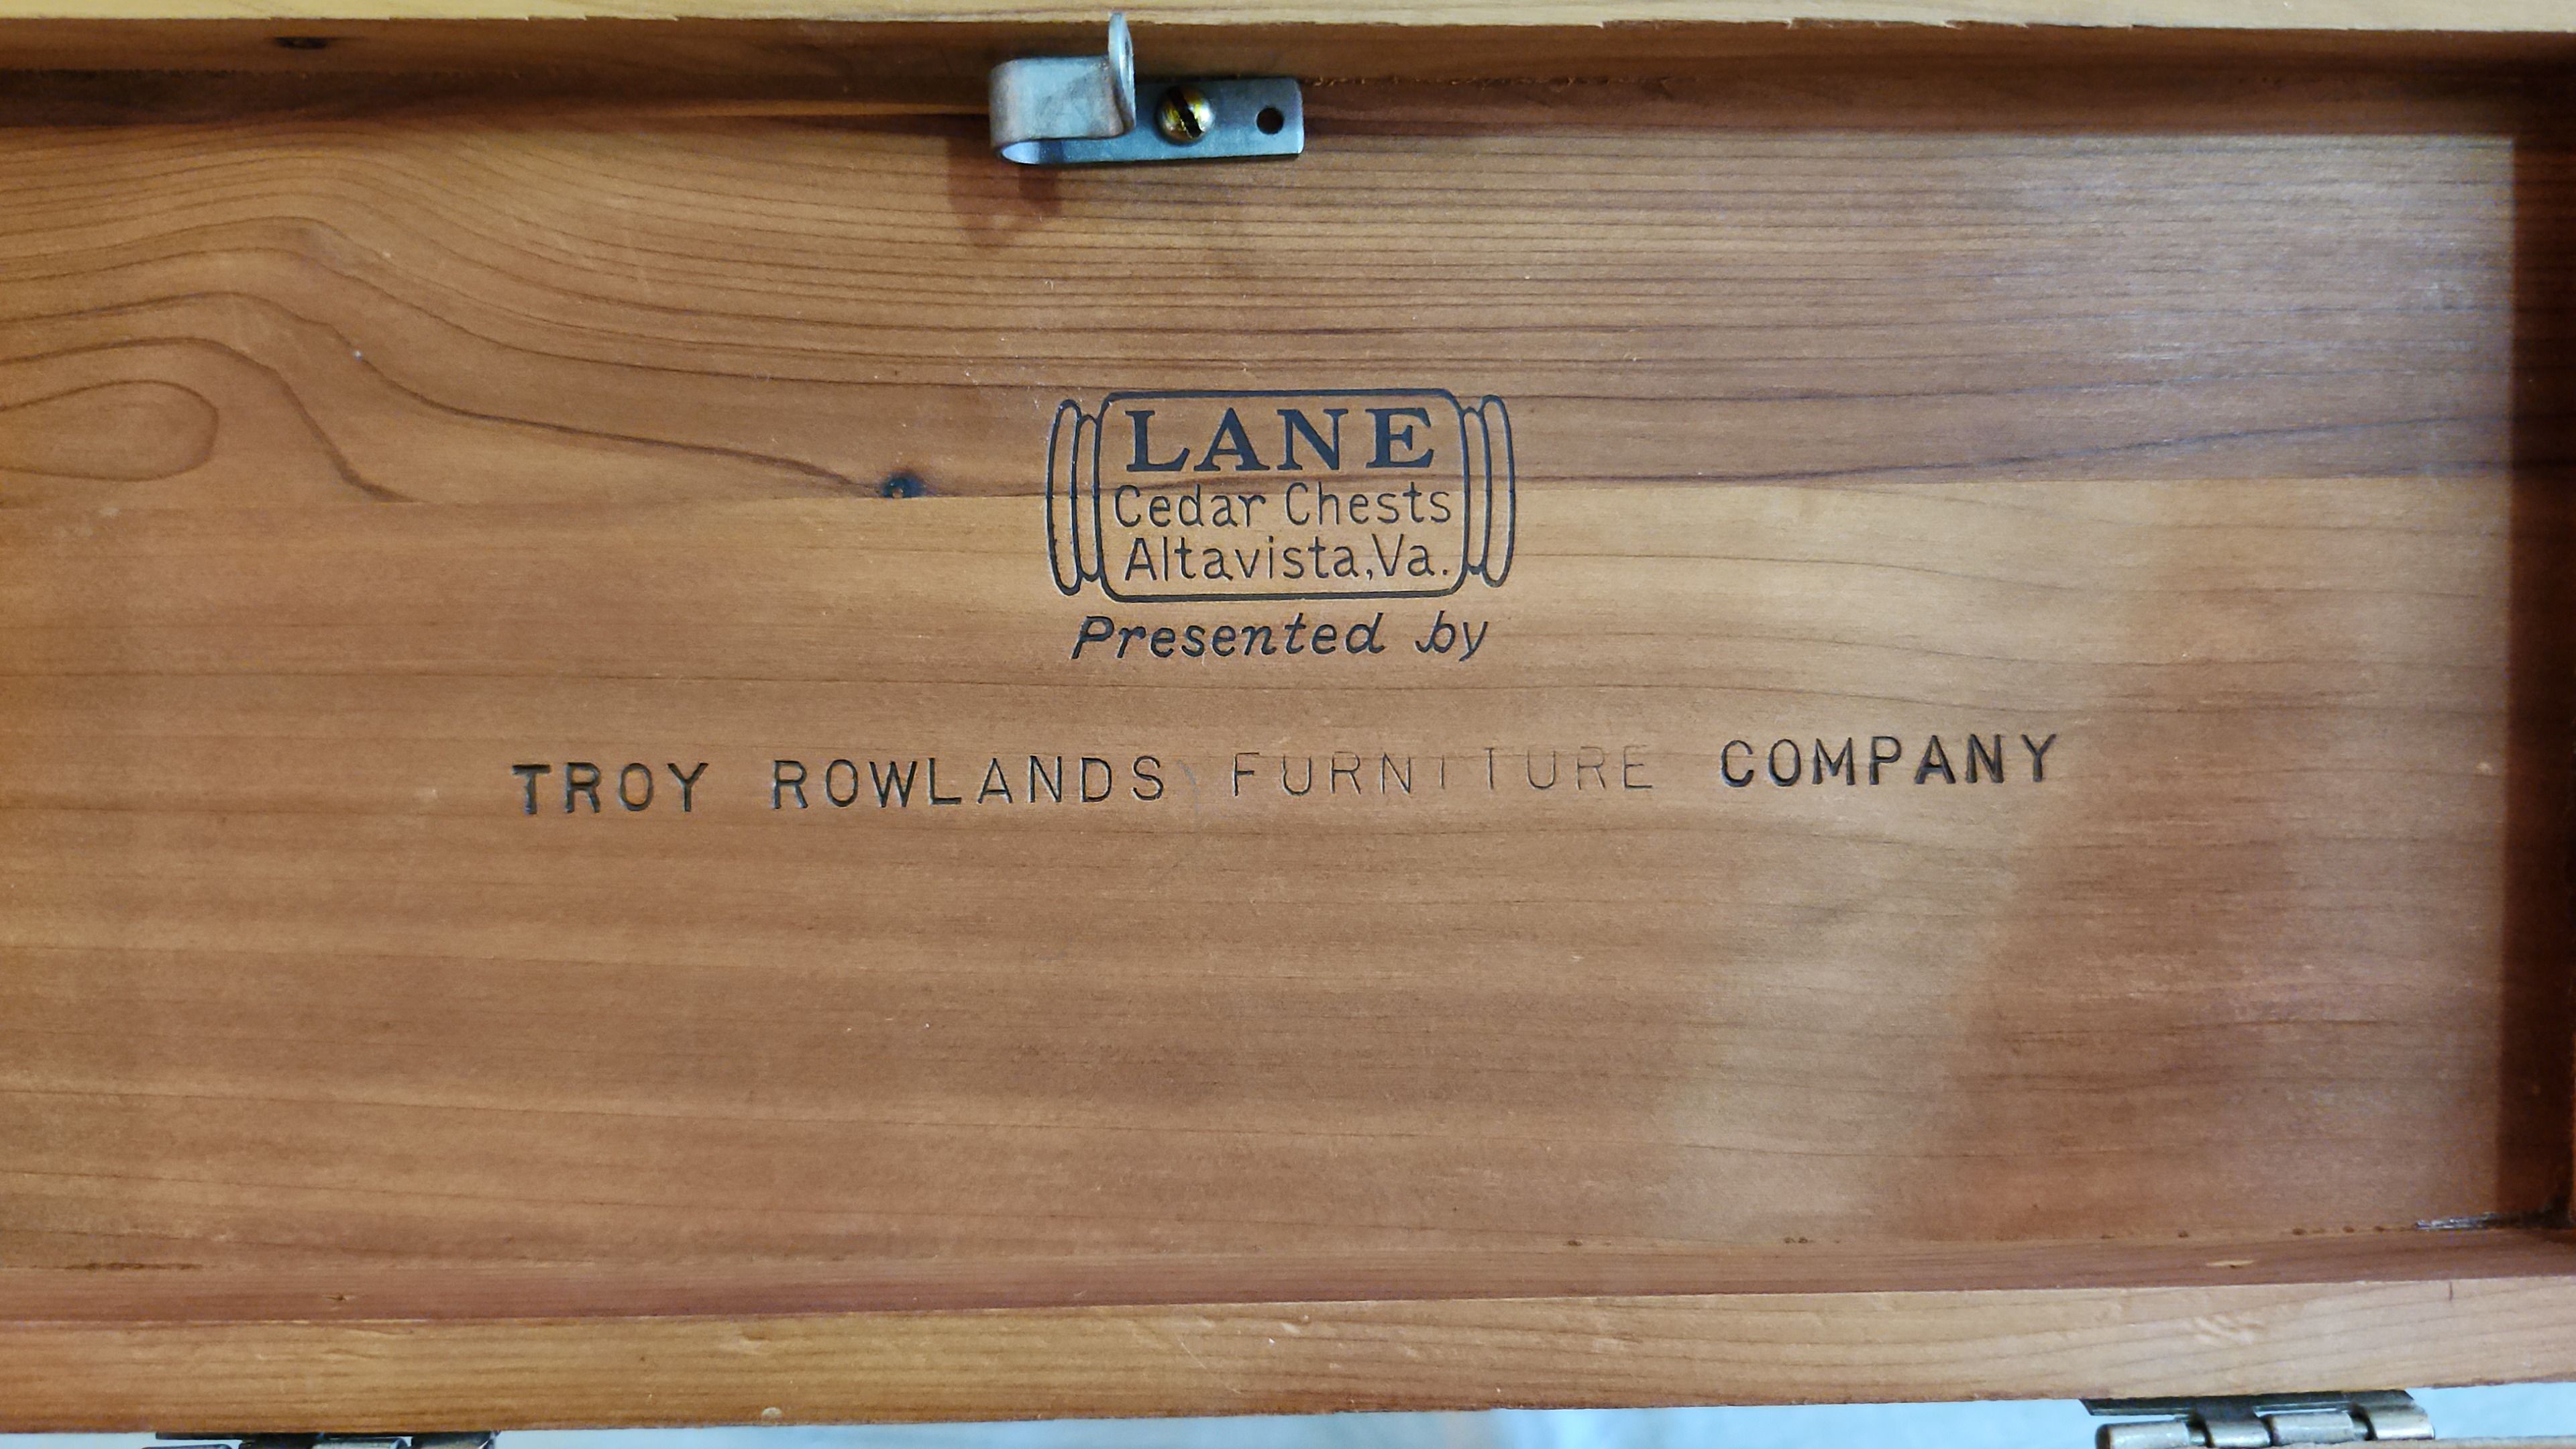 LANE
Cedar Chests
Altavista,Va.
Presented by
TROY ROWLANDS FURNITURE COMPANY